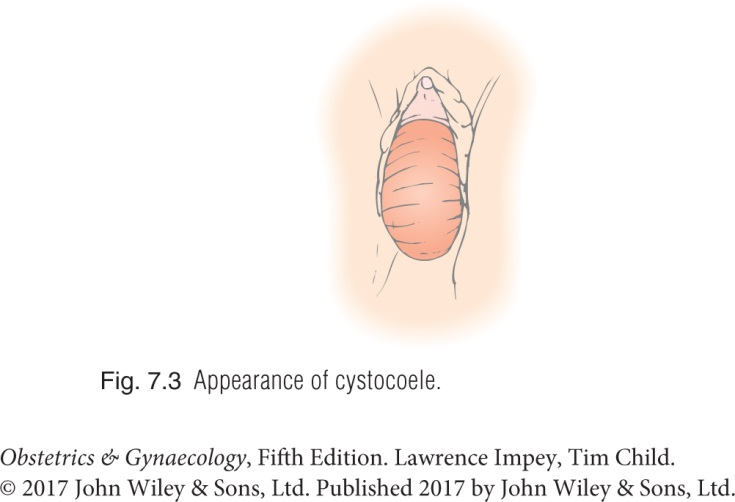 Fig. 7.3 Appearance of cystocoele.
Obstetrics & Gynaecology, Fifth Edition. Lawrence Impey, Tim Child.
© 2017 John Wiley & Sons, Ltd. Published 2017 by John Wiley & Sons, Ltd.